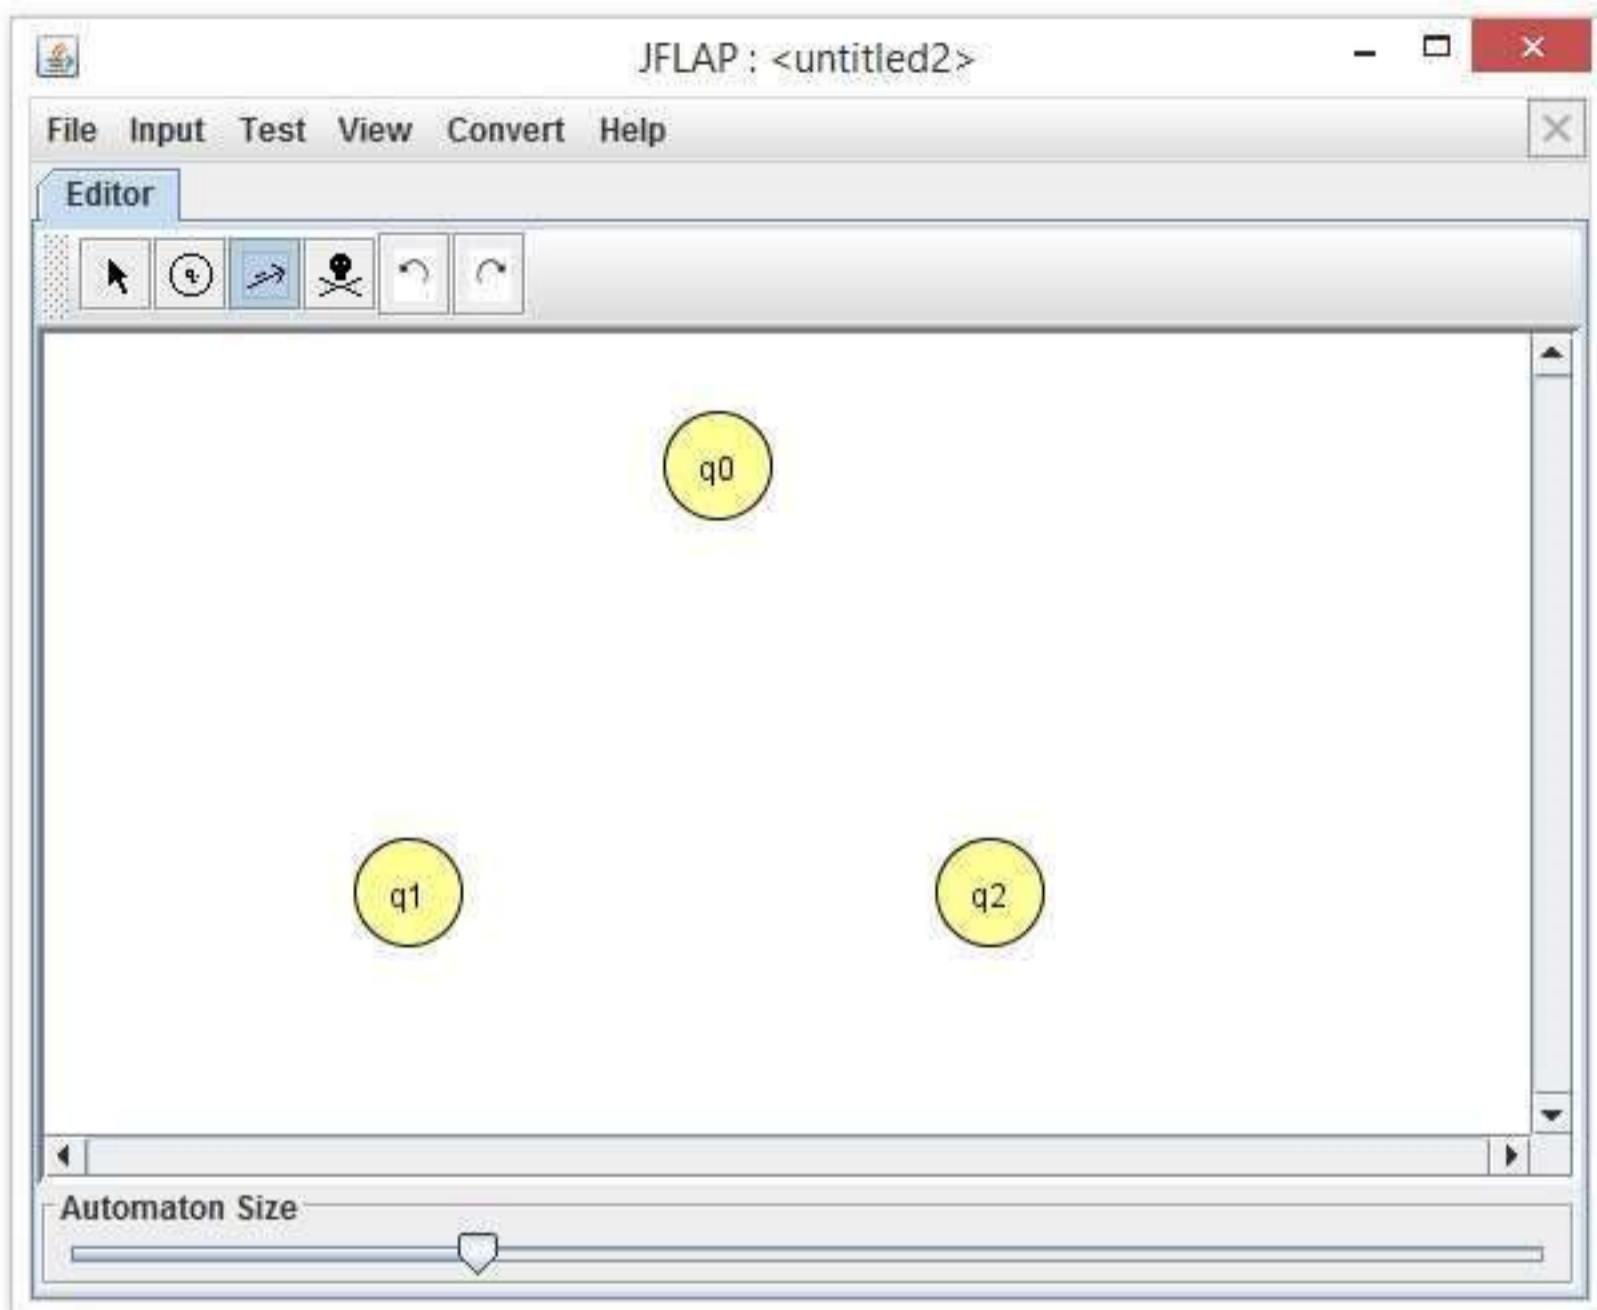 JFLAP : <untitled2>
File Input Test View Convert Help
Editor
q
q0
q1 q2
Automaton Size